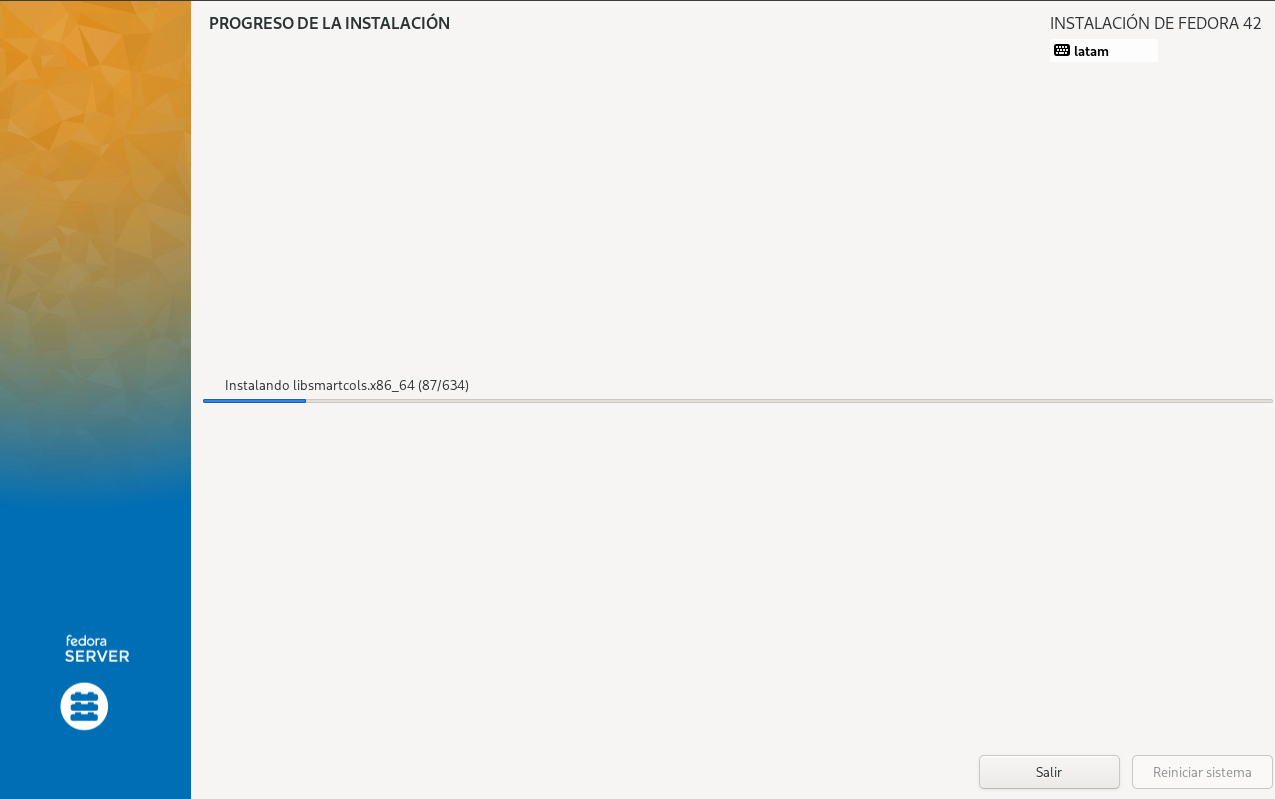 PROGRESO DE LA INSTALACIÓN
INSTALACIÓN DE FEDORA 42
latam
Instalando libsmartcols.x86_64 (87/634)
fedora
SERVER
Salir
Reiniciar sistema